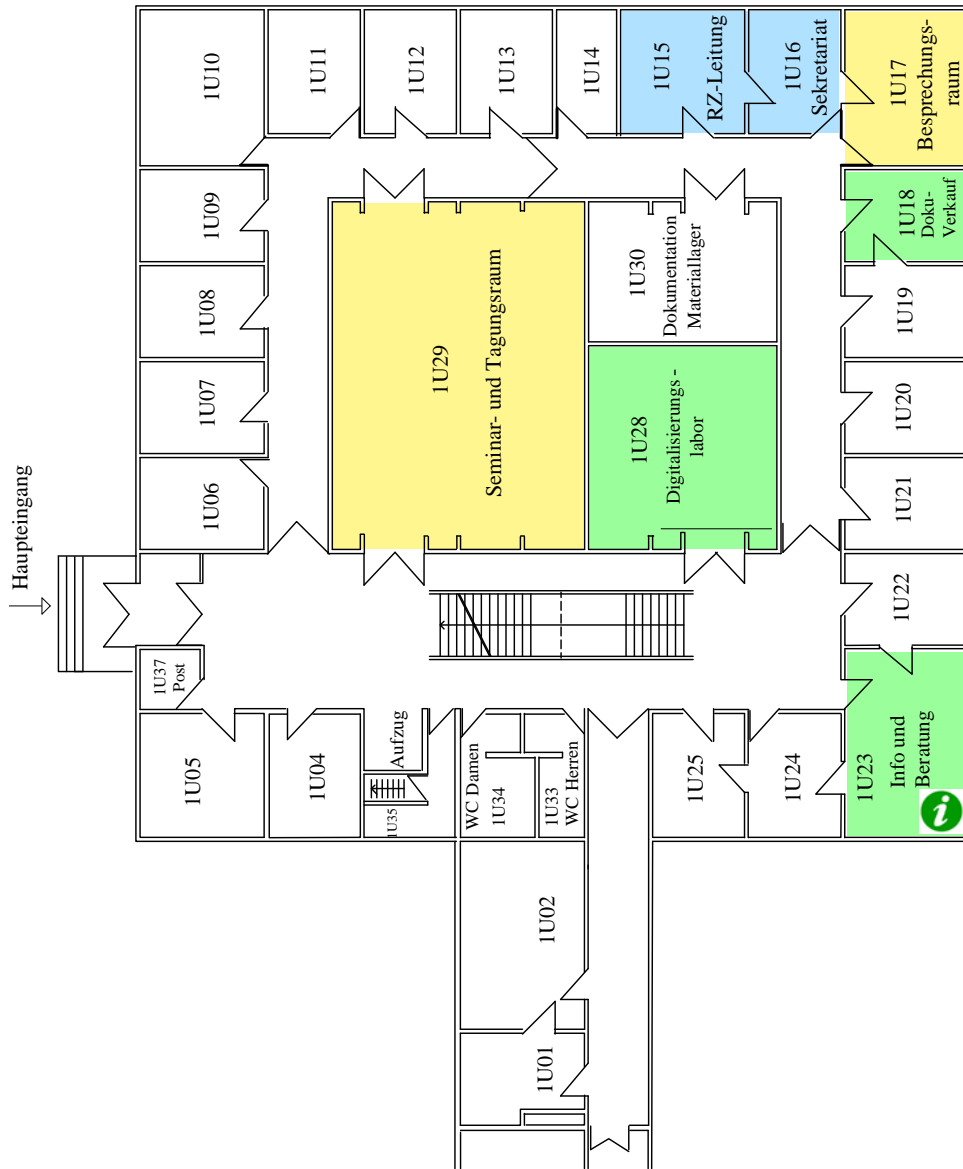 Haupteingang
1U10
1U11
1U12
1U13
1U14
1U15
RZ-Leitung
1U16
Sekretariat
1U17
Besprechungs-
raum
1U09
1U18
Doku-
Verkauf
1U08
1U30
Dokumentation
Materiallager
1U19
1U07
1U29
Seminar- und Tagungsraum
1U20
1U06
1U28
Digitalisierungs -
labor
1U21
1U22
1U37
Post
1U05
1U04
Aufzug
1U35
WC Damen
1U34
1U33
WC Herren
1U25
1U24
1U23
Info und
Beratung
i
1U02
1U01